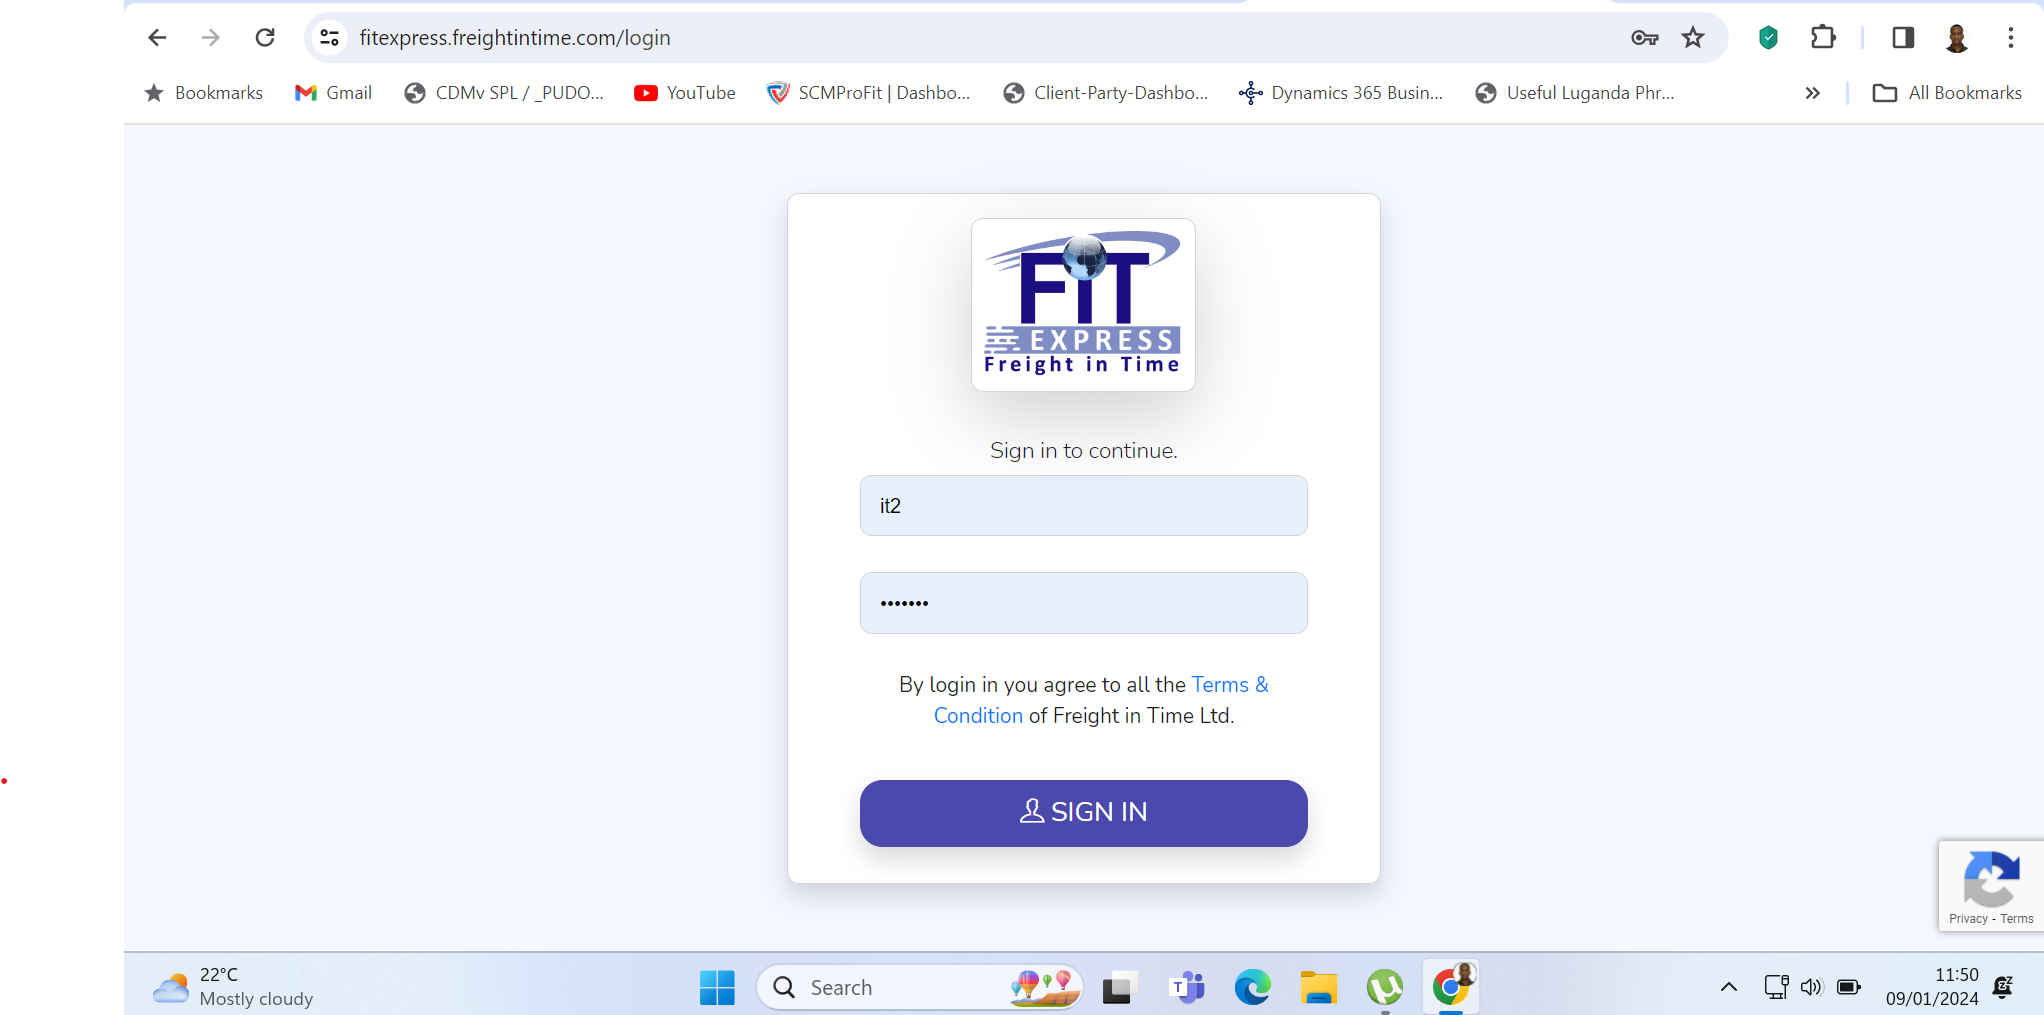 fitexpress.freightintime.com/login
Bookmarks Gmail CDMv SPL / _PUDO... YouTube SCMProFit | Dashbo... Client-Party-Dashbo... Dynamics 365 Busin... Useful Luganda Phr... All Bookmarks
FiT
EXPRESS
Freight in Time
Sign in to continue.
it2
•••••••
By login in you agree to all the Terms &
Condition of Freight in Time Ltd.
SIGN IN
Privacy - Terms
22°C
Mostly cloudy
Search
11:50
09/01/2024